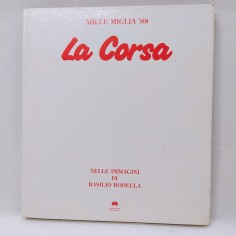 MILLE MIGLIA '88
La Corsa
NELLE IMMAGINI
DI
BASILIO RODELLA